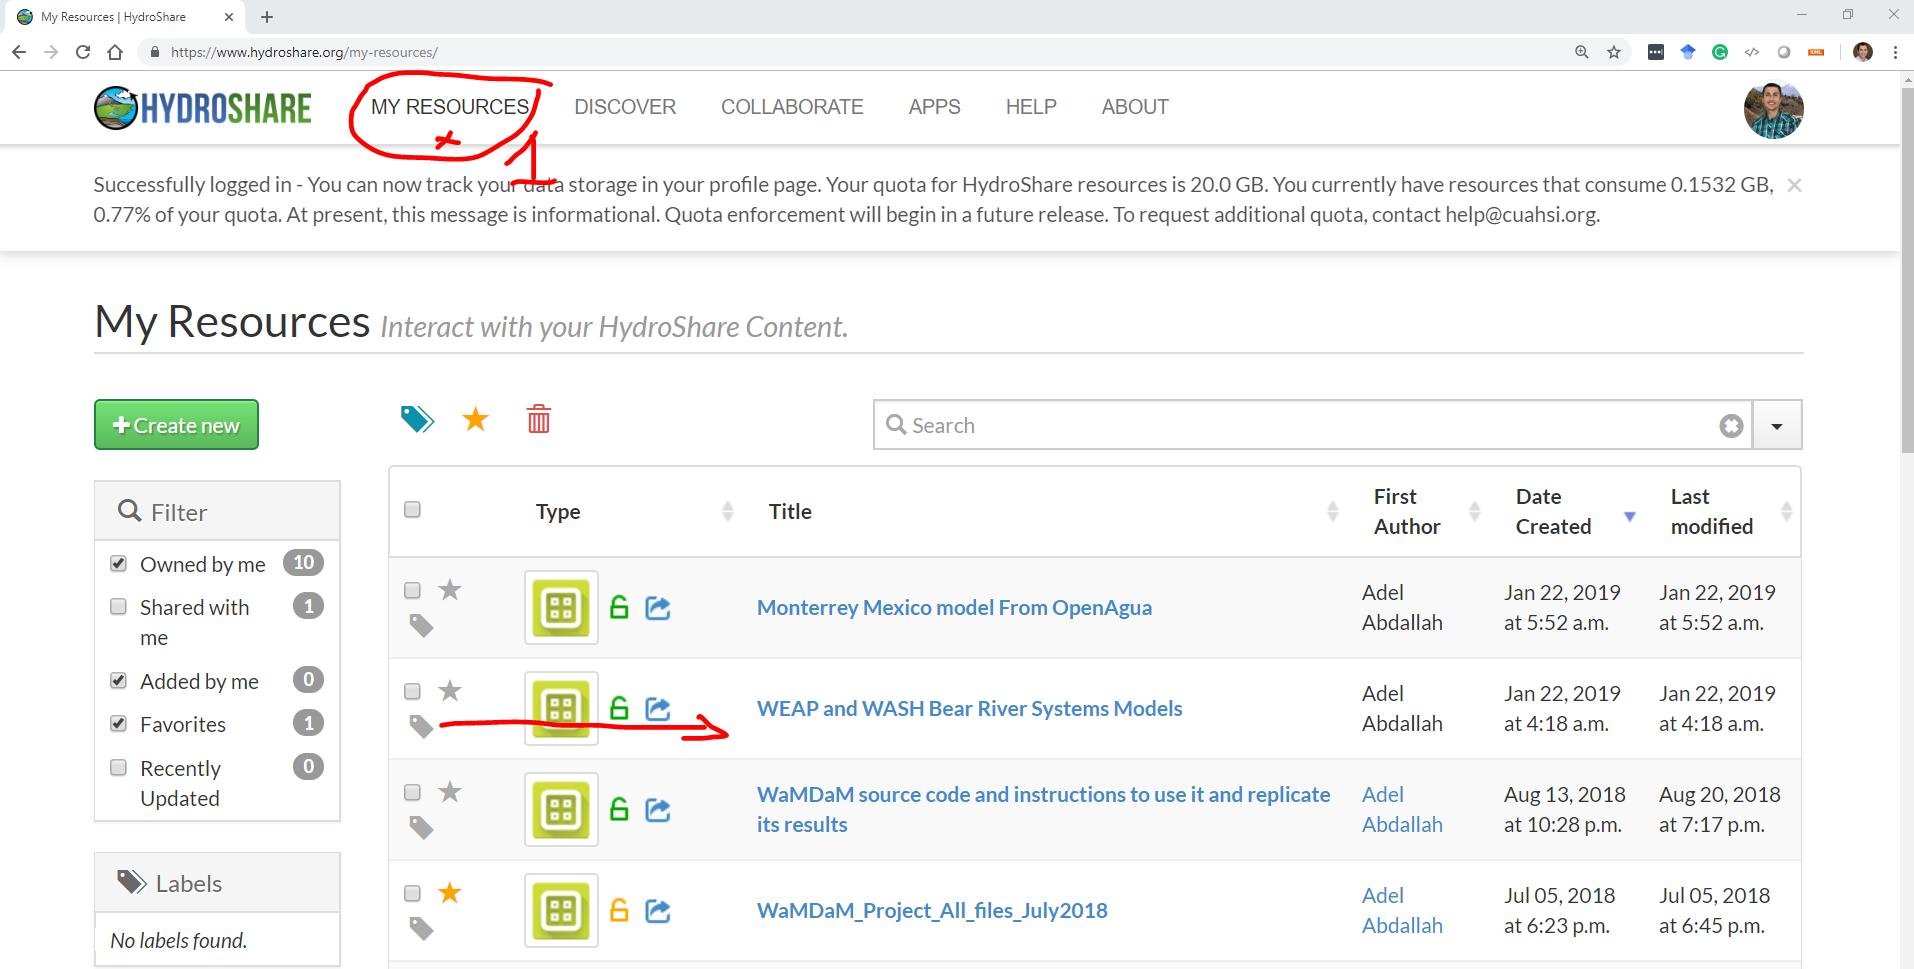 My Resources | HydroShare
https://www.hydroshare.org/my-resources/
HYDROSHARE
MY RESOURCES DISCOVER COLLABORATE APPS HELP ABOUT
1
Successfully logged in - You can now track your data storage in your profile page. Your quota for HydroShare resources is 20.0 GB. You currently have resources that consume 0.1532 GB,
0.77% of your quota. At present, this message is informational. Quota enforcement will begin in a future release. To request additional quota, contact help@cuahsi.org.
My Resources Interact with your HydroShare Content.
Create new
Search
Filter
Owned by me 10
Shared with me 1
Added by me 0
Favorites 1
Recently Updated 0
Labels
No labels found.
Type Title First Author Date Created Last modified
Monterrey Mexico model From OpenAgua Adel Abdallah Jan 22, 2019 at 5:52 a.m. Jan 22, 2019 at 5:52 a.m.
WEAP and WASH Bear River Systems Models Adel Abdallah Jan 22, 2019 at 4:18 a.m. Jan 22, 2019 at 4:18 a.m.
WaMDaM source code and instructions to use it and replicate its results Adel Abdallah Aug 13, 2018 at 10:28 p.m. Aug 20, 2018 at 7:17 p.m.
WaMDaM_Project_All_files_July2018 Adel Abdallah Jul 05, 2018 at 6:23 p.m. Jul 05, 2018 at 6:45 p.m.